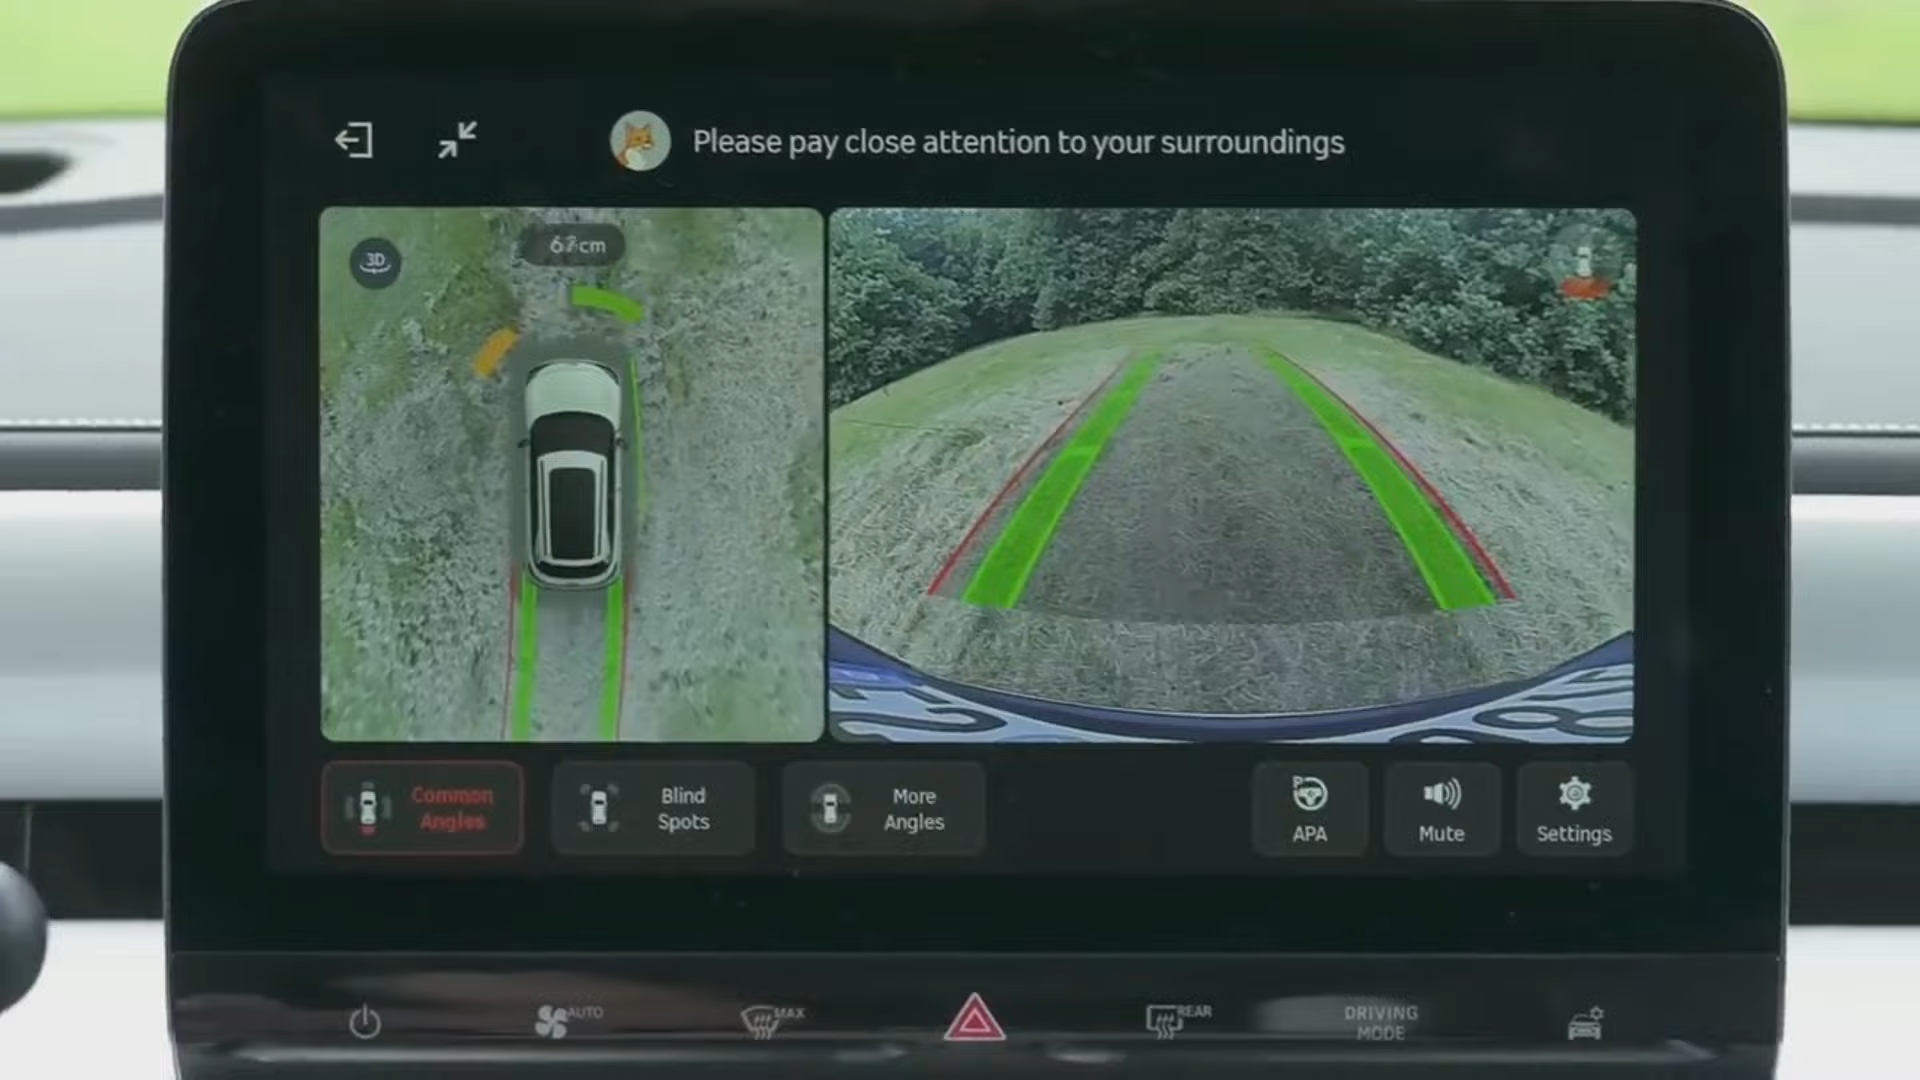 Please pay close attention to your surroundings
3D
Common
Angles
Blind
Spots
More
Angles
APA
Mute
Settings
AUTO
MAX
REAR
DRIVING
MODE